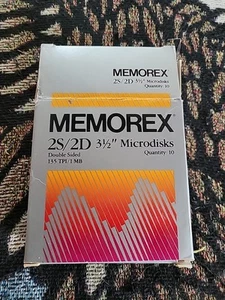 MEMOREX
2S/2D 3½" Microdisks
Quantity 10
MEMOREX
2S/2D 3½" Microdisks
Double Sided
Quantity 10
135 TPI/1MB